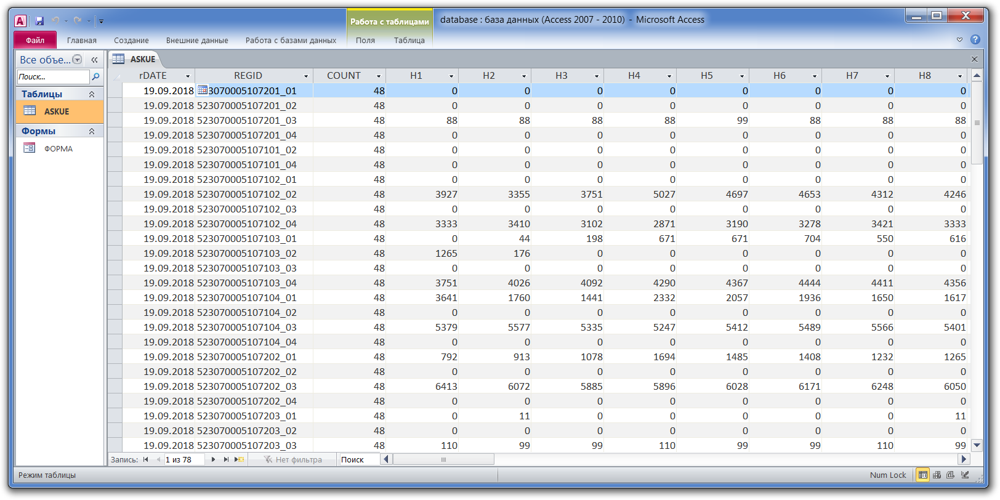 database : база данных (Access 2007 - 2010) - Microsoft Access
Работа с таблицами
Файл Главная Создание Внешние данные Работа с базами данных Поля Таблица
Все объе...
Поиск...
Таблицы
ASKUE
Формы
ФОРМА
ASKUE
rDATE REGID COUNT H1 H2 H3 H4 H5 H6 H7 H8
19.09.2018 3070005107201_01 48 0 0 0 0 0 0 0 0
19.09.2018 523070005107201_02 48 0 0 0 0 0 0 0 0
19.09.2018 523070005107201_03 48 88 88 88 88 99 88 88 88
19.09.2018 523070005107201_04 48 0 0 0 0 0 0 0 0
19.09.2018 523070005107101_02 48 0 0 0 0 0 0 0 0
19.09.2018 523070005107101_04 48 0 0 0 0 0 0 0 0
19.09.2018 523070005107102_01 48 0 0 0 0 0 0 0 0
19.09.2018 523070005107102_02 48 3927 3355 3751 5027 4697 4653 4312 4246
19.09.2018 523070005107102_03 48 0 0 0 0 0 0 0 0
19.09.2018 523070005107102_04 48 3333 3410 3102 2871 3190 3278 3421 3333
19.09.2018 523070005107103_01 48 0 44 198 671 671 704 550 616
19.09.2018 523070005107103_02 48 1265 176 0 0 0 0 0 0
19.09.2018 523070005107103_03 48 0 0 0 0 0 0 0 0
19.09.2018 523070005107103_04 48 3751 4026 4092 4290 4367 4444 4411 4356
19.09.2018 523070005107104_01 48 3641 1760 1441 2332 2057 1936 1650 1617
19.09.2018 523070005107104_02 48 0 0 0 0 0 0 0 0
19.09.2018 523070005107104_03 48 5379 5577 5335 5247 5412 5489 5566 5401
19.09.2018 523070005107104_04 48 0 0 0 0 0 0 0 0
19.09.2018 523070005107202_01 48 792 913 1078 1694 1485 1408 1232 1265
19.09.2018 523070005107202_02 48 0 0 0 0 0 0 0 0
19.09.2018 523070005107202_03 48 6413 6072 5885 5896 6028 6171 6248 6050
19.09.2018 523070005107202_04 48 0 0 0 0 0 0 0 0
19.09.2018 523070005107203_01 48 0 11 0 0 0 0 0 11
19.09.2018 523070005107203_02 48 0 0 0 0 0 0 0 0
19.09.2018 523070005107203_03 48 110 99 99 110 99 99 110 99
Запись: 1 из 78 Нет фильтра Поиск
Режим таблицы Num Lock